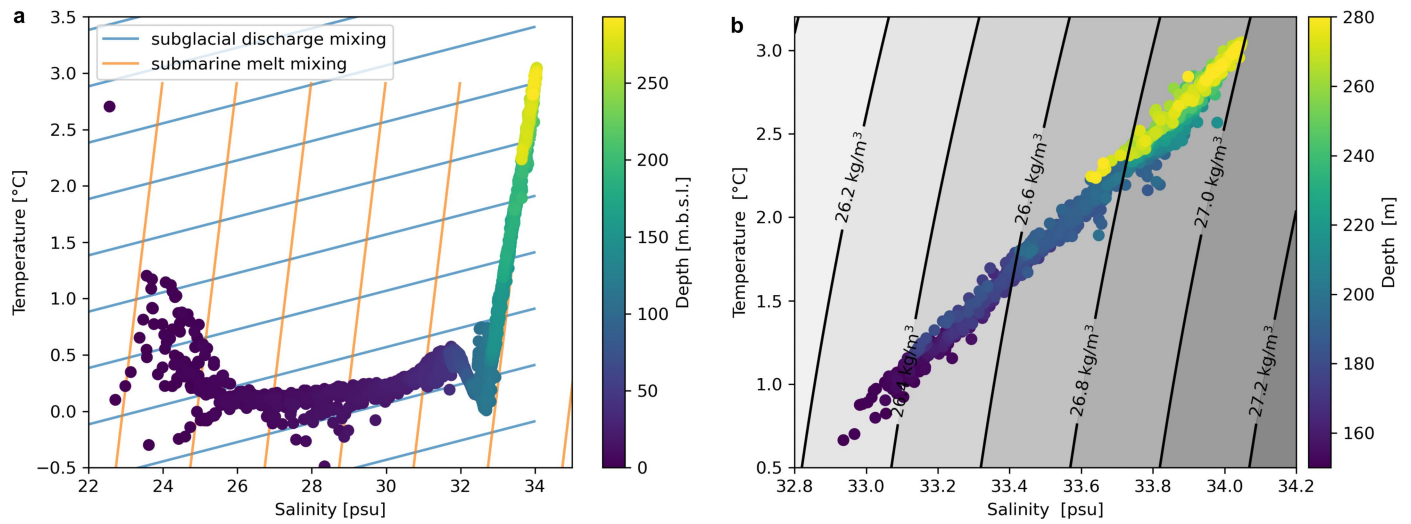 a
3.5
3.0
2.5
2.0
1.5
1.0
0.5
0.0
−0.5
Temperature [°C]
subglacial discharge mixing
submarine melt mixing
22
24
26
28
30
32
34
Salinity [psu]
250
200
150
100
50
0
Depth [m.b.s.l.]
b
3.0
2.5
2.0
1.5
1.0
0.5
Temperature [°C]
26.2 kg/m³
26.4 kg/m³
26.6 kg/m³
26.8 kg/m³
27.0 kg/m³
27.2 kg/m³
32.8
33.0
33.2
33.4
33.6
33.8
34.0
34.2
Salinity [psu]
280
260
240
220
200
180
160
Depth [m]